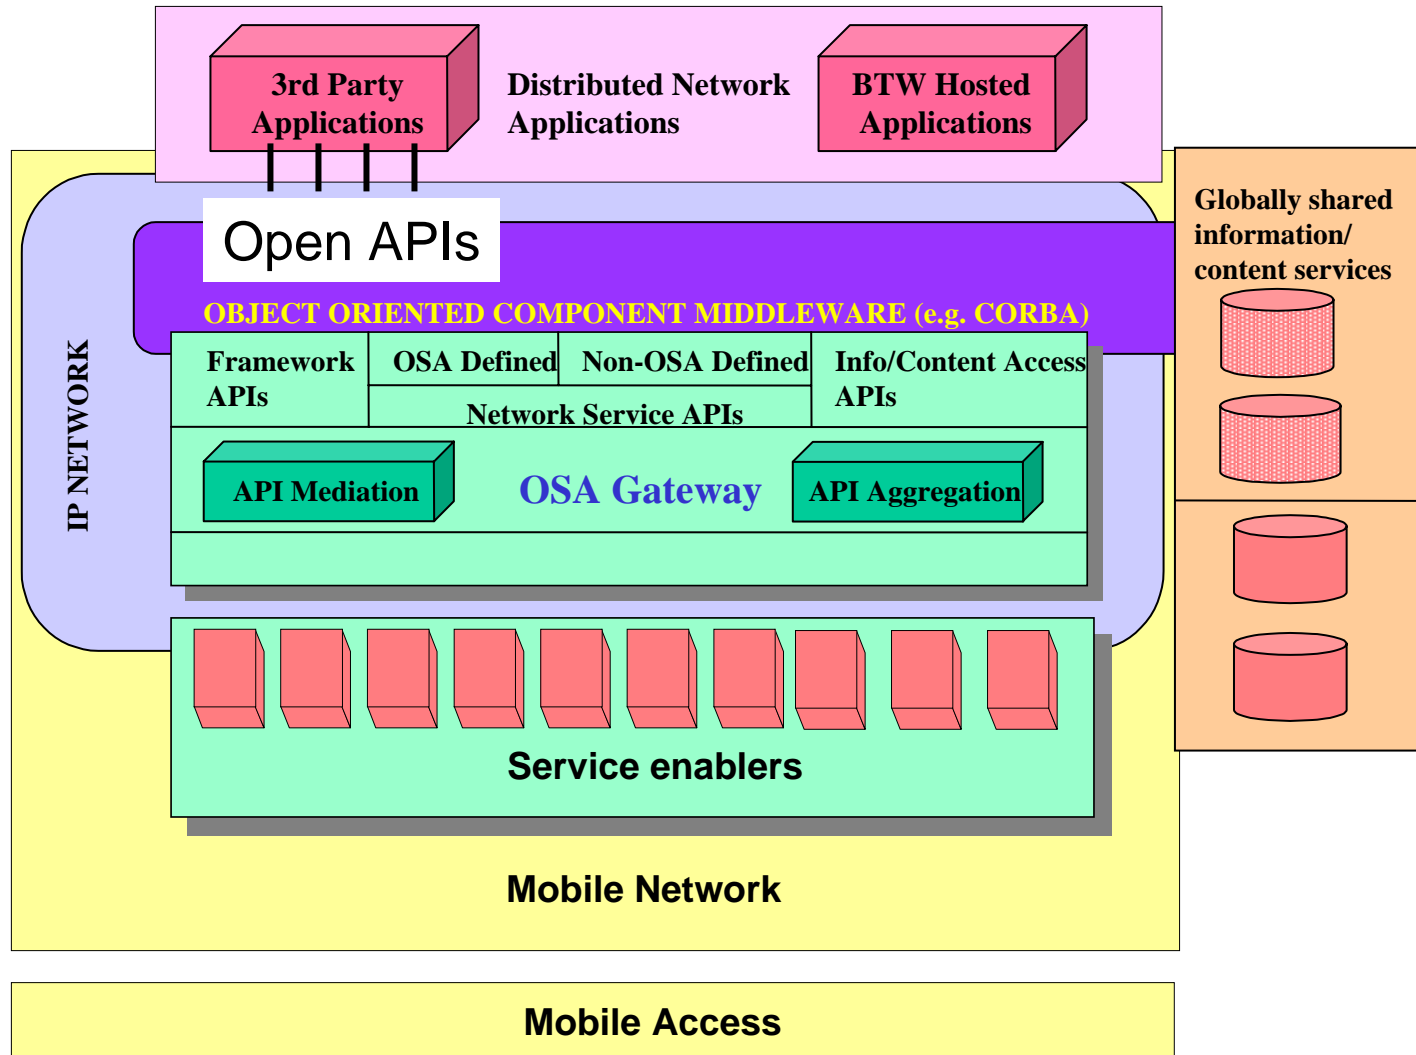 3rd Party
Applications
Distributed Network
Applications
BTW Hosted
Applications
Open APIs
Globally shared
information/
content services
OBJECT ORIENTED COMPONENT MIDDLEWARE (e.g. CORBA)
IP NETWORK
Framework
APIs
OSA Defined
Non-OSA Defined
Info/Content Access
APIs
Network Service APIs
API Mediation
OSA Gateway
API Aggregation
Service enablers
Mobile Network
Mobile Access